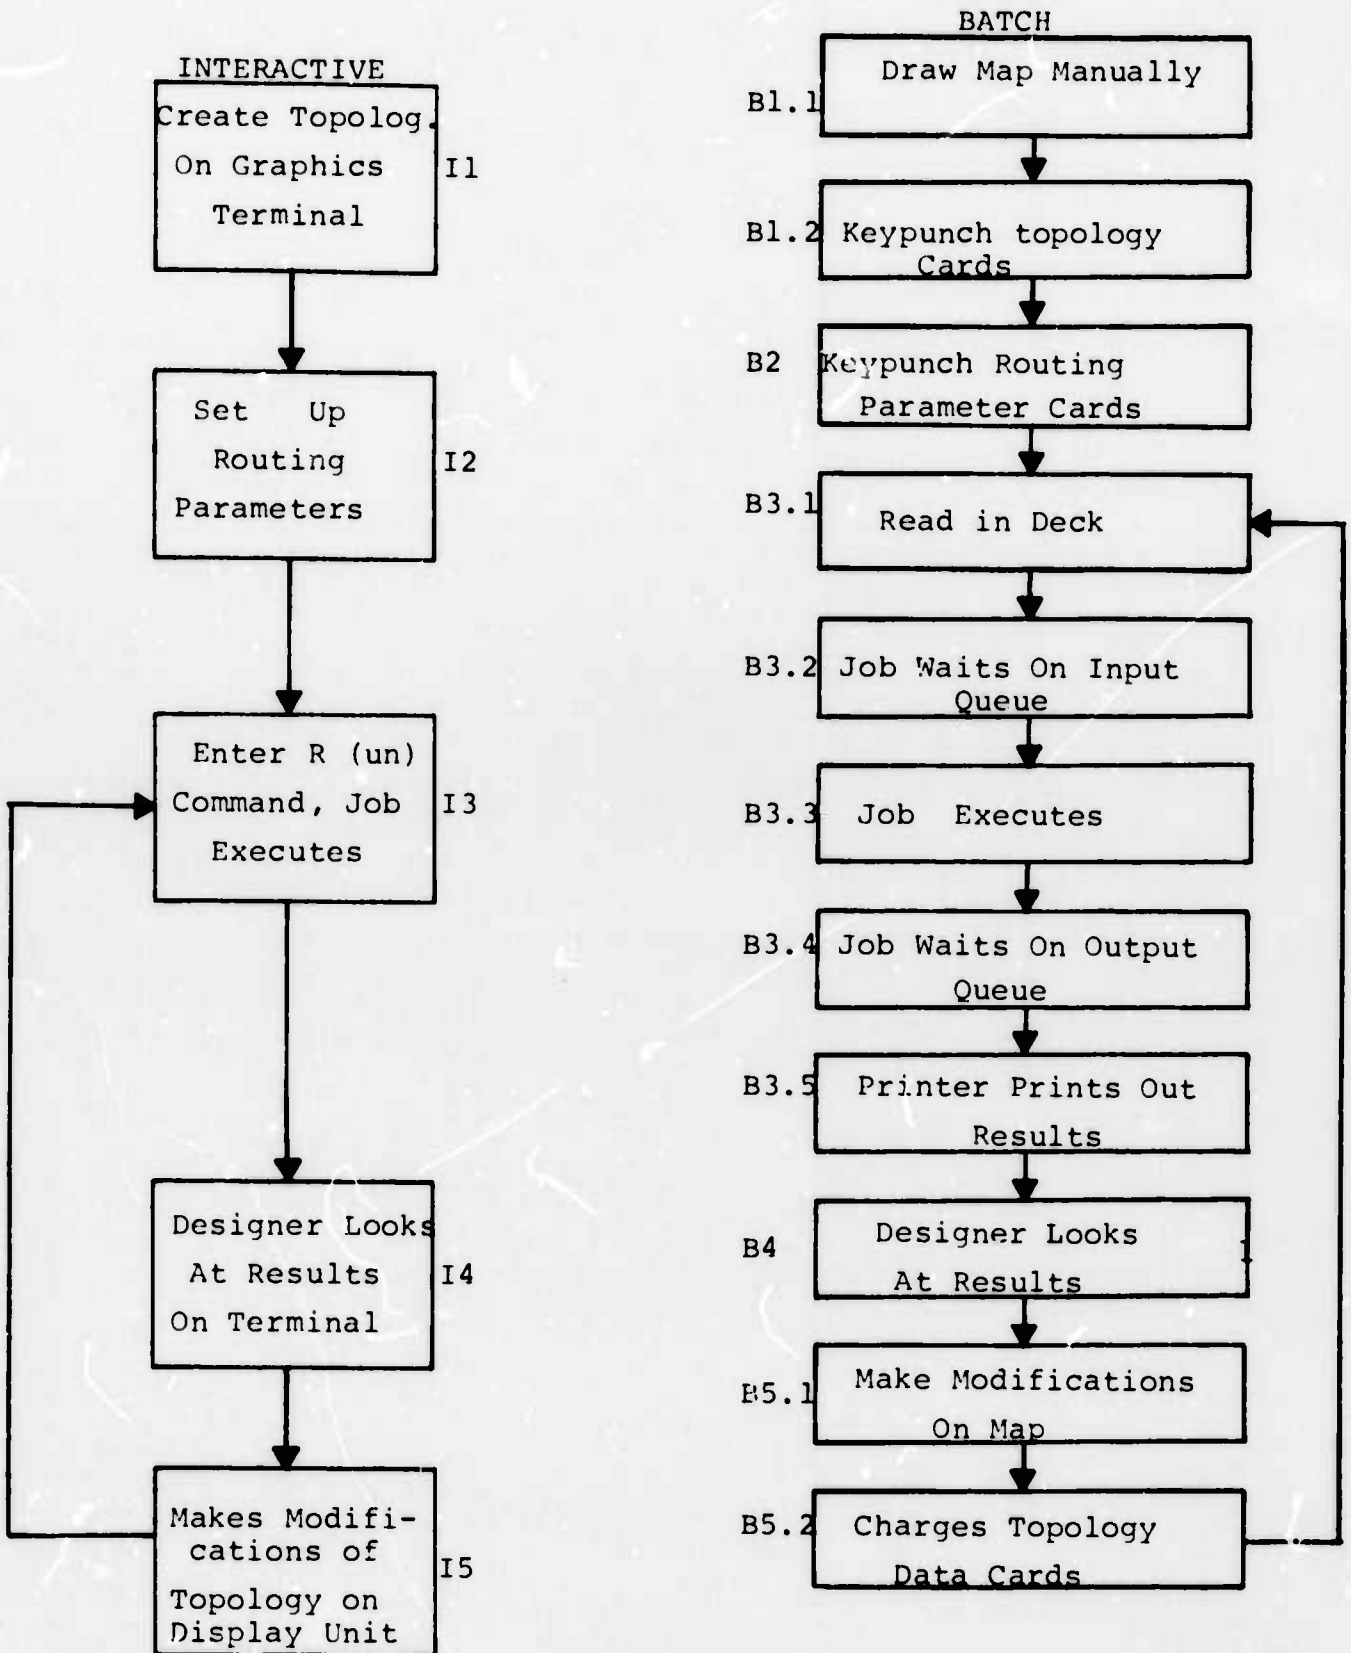 INTERACTIVE
Create Topolog.
On Graphics
Terminal
I1
Set Up
Routing
Parameters
I2
Enter R (un)
Command, Job
Executes
I3
Designer Looks
At Results
On Terminal
I4
Makes Modifi-
cations of
Topology on
Display Unit
I5
BATCH
B1.1
Draw Map Manually
B1.2
Keypunch topology
Cards
B2
Keypunch Routing
Parameter Cards
B3.1
Read in Deck
B3.2
Job Waits On Input
Queue
B3.3
Job Executes
B3.4
Job Waits On Output
Queue
B3.5
Printer Prints Out
Results
B4
Designer Looks
At Results
B5.1
Make Modifications
On Map
B5.2
Charges Topology
Data Cards